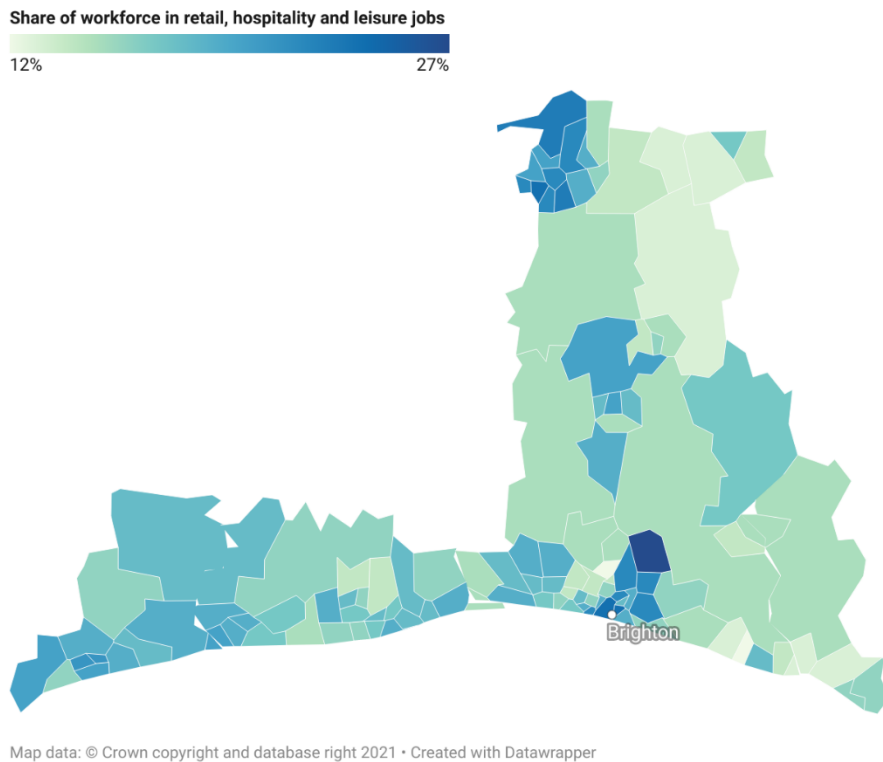 Share of workforce in retail, hospitality and leisure jobs
12% 27%
Brighton
Map data: © Crown copyright and database right 2021 • Created with Datawrapper